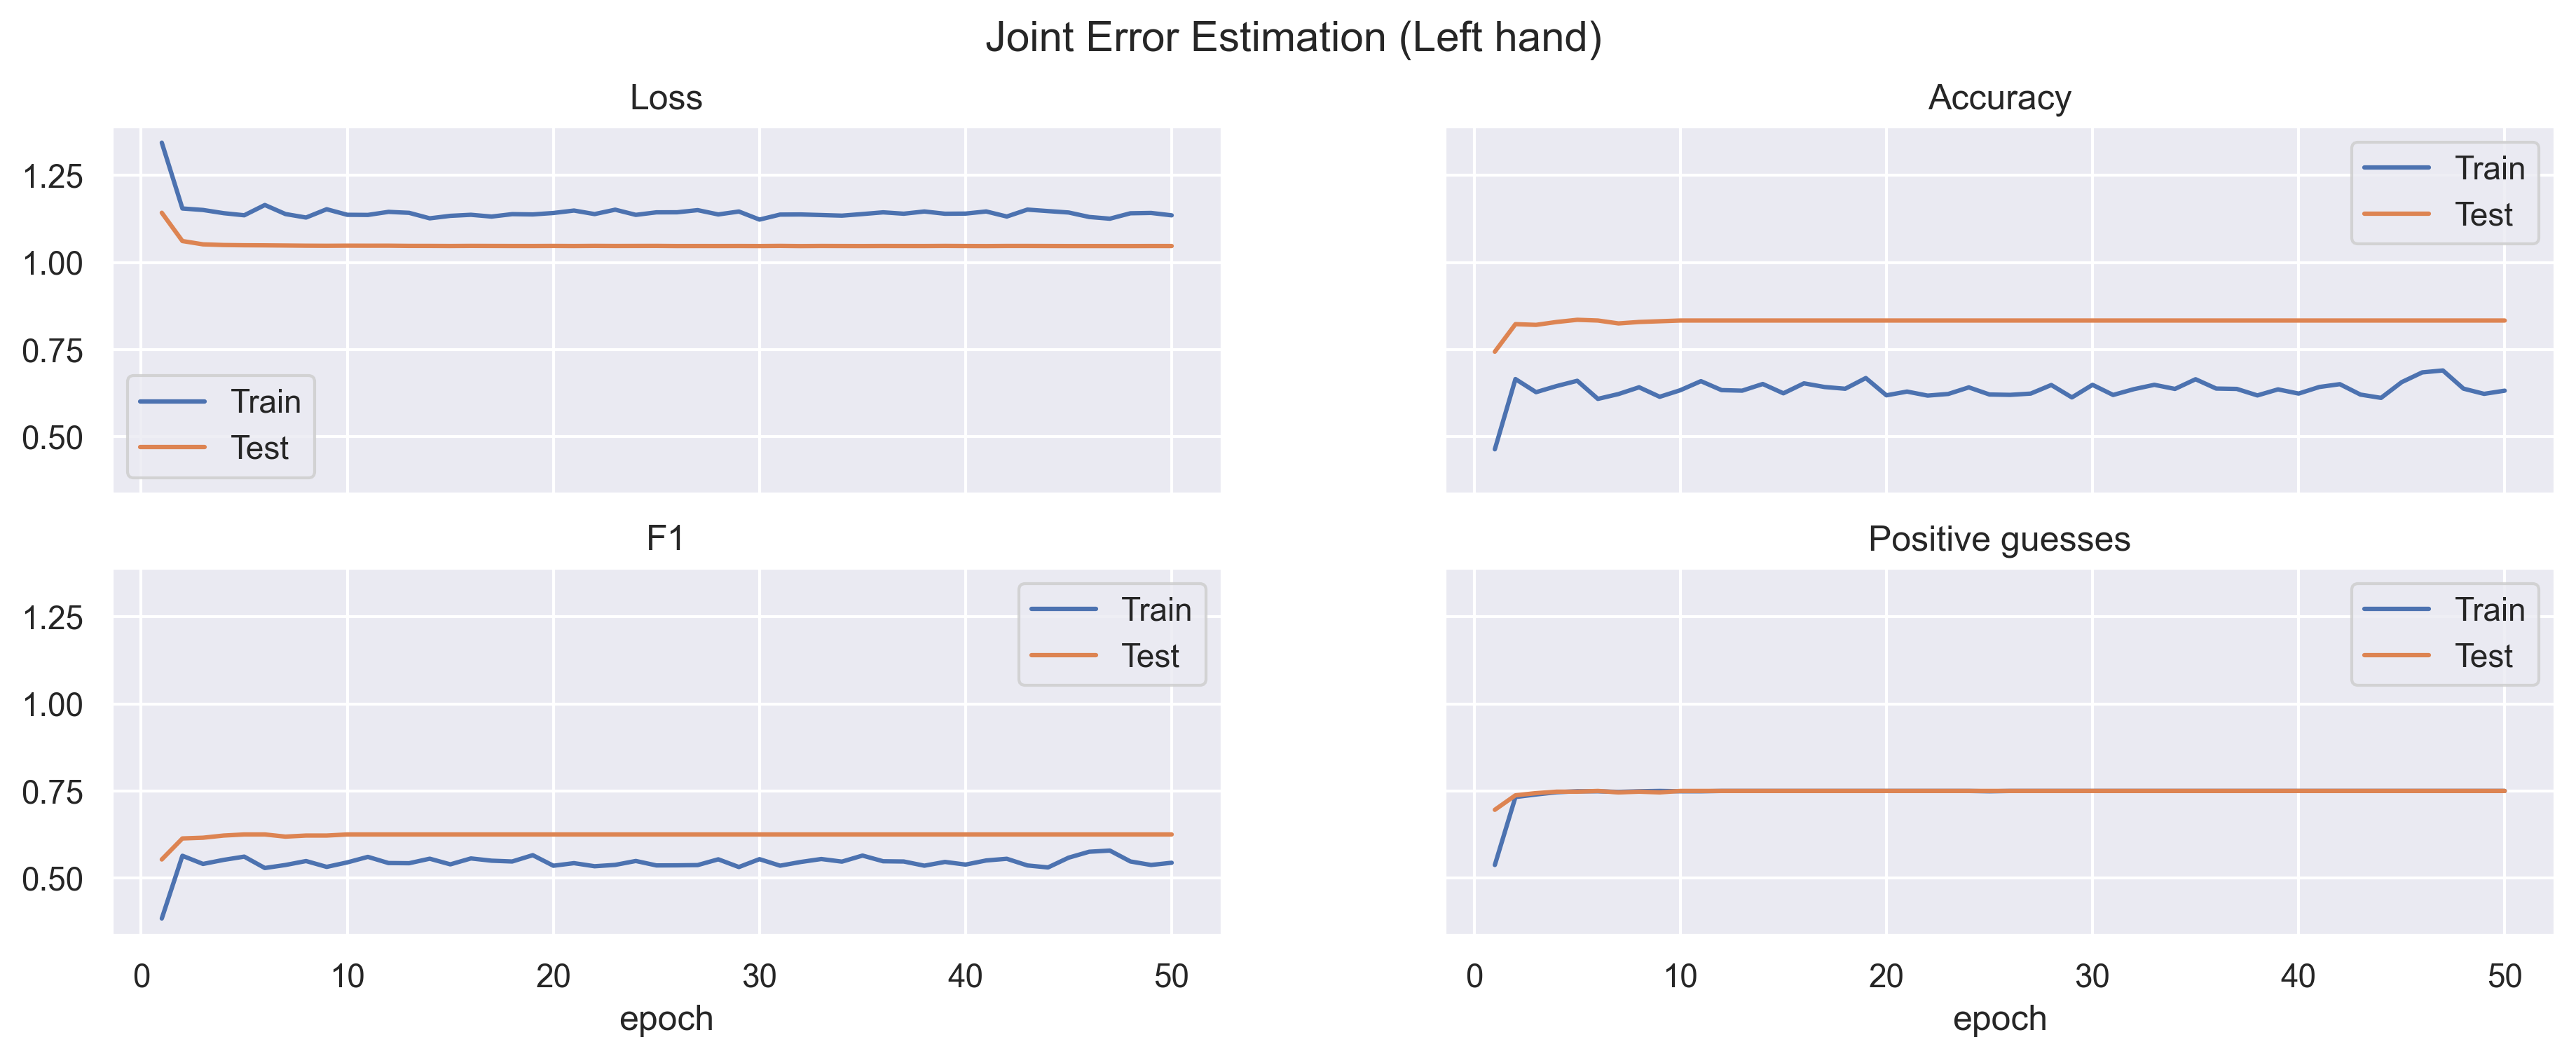 Joint Error Estimation (Left hand)
Loss
1.25
1.00
0.75
0.50
Train
Test
Accuracy
Train
Test
F1
1.25
1.00
0.75
0.50
Train
Test
0 10 20 30 40 50
epoch
Positive guesses
Train
Test
0 10 20 30 40 50
epoch